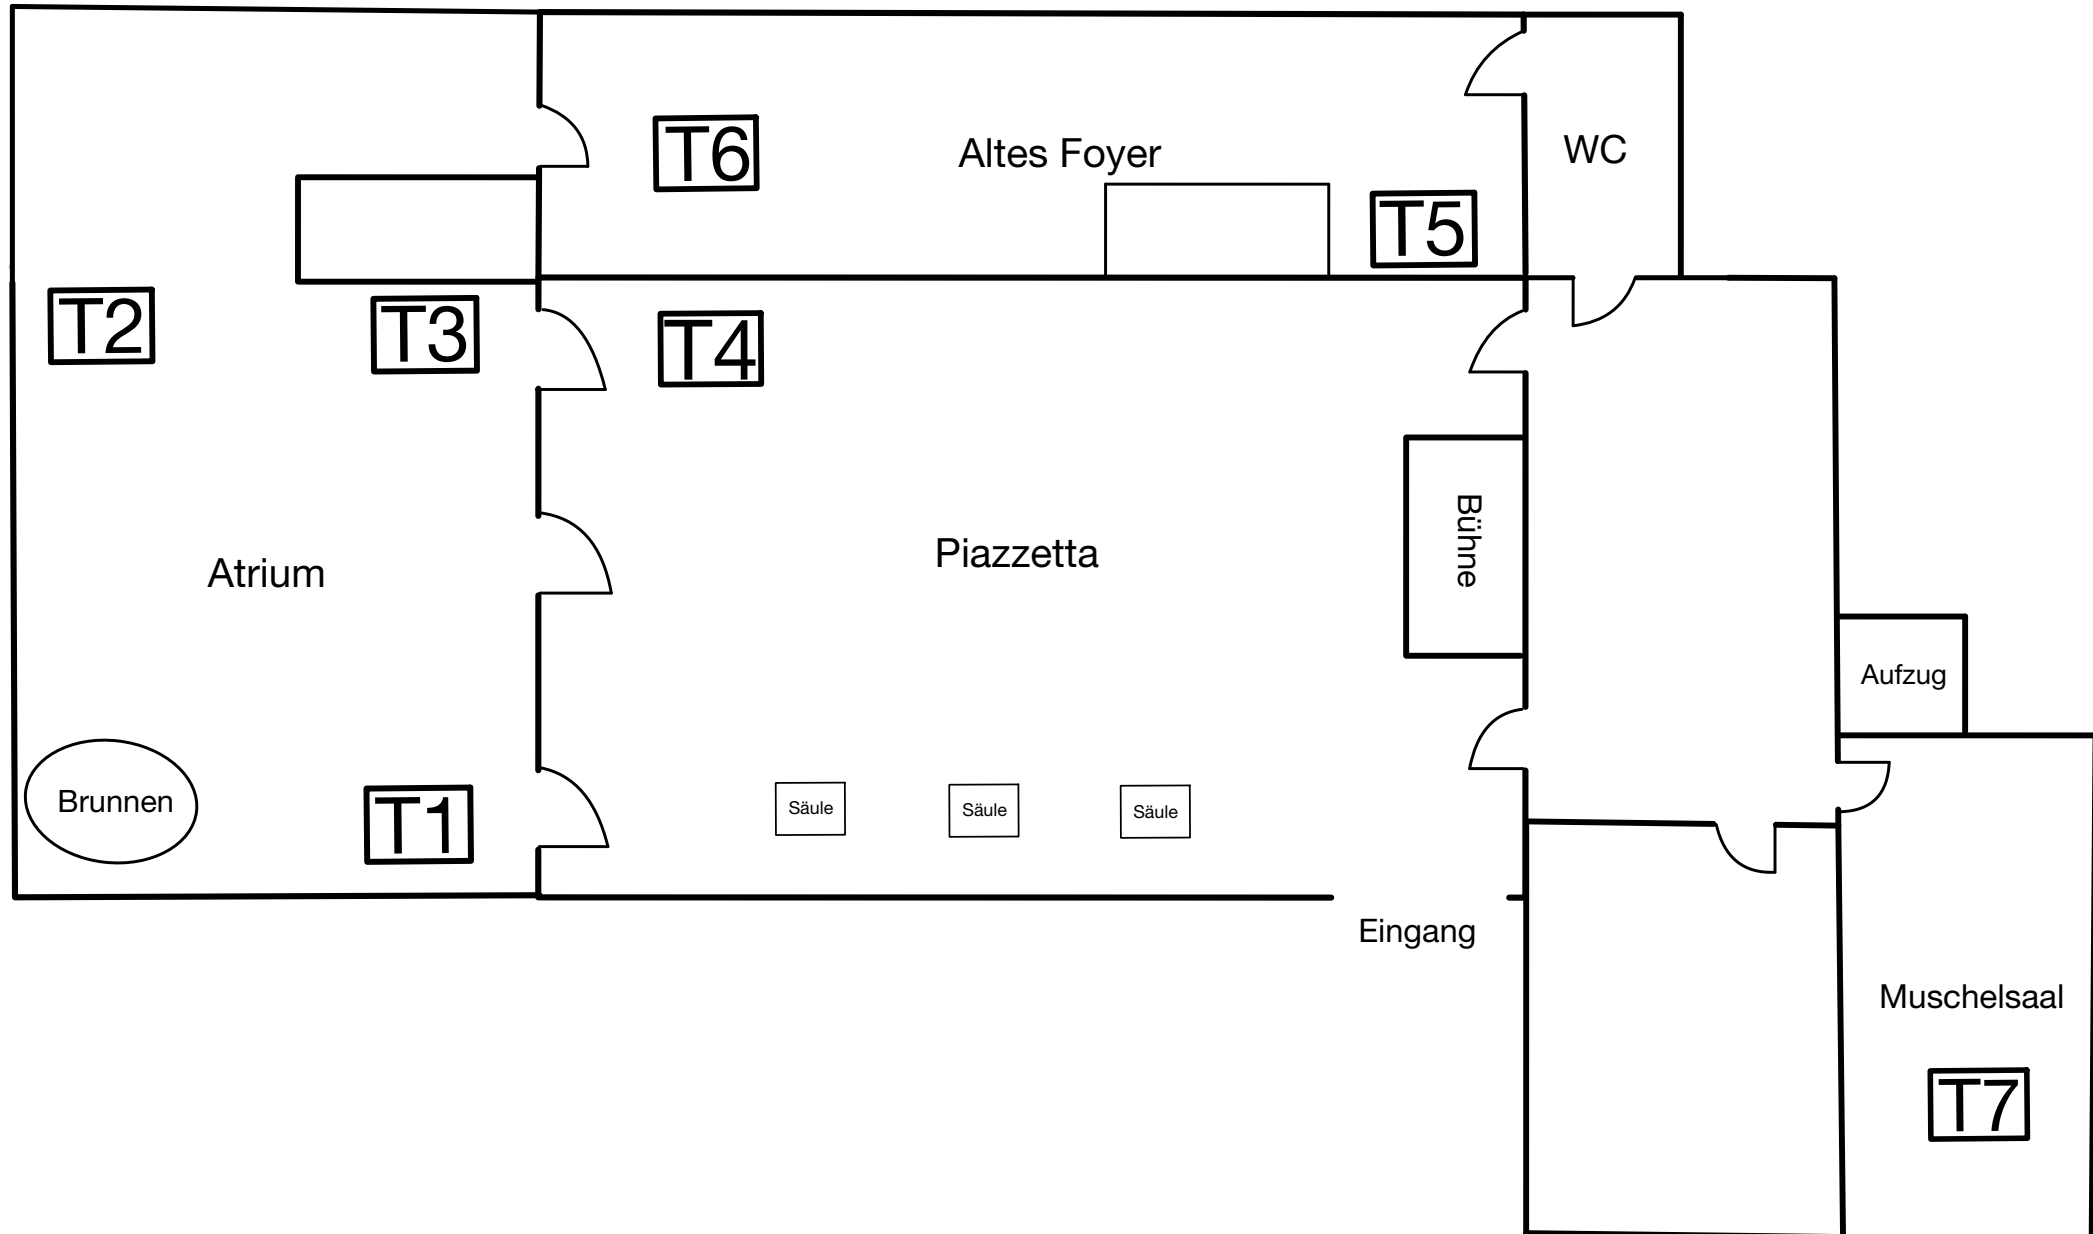 T6
Altes Foyer
WC
T5
T2
T3
T4
Bühne
Atrium
Piazzetta
Aufzug
Brunnen
T1
Säule
Säule
Säule
Eingang
Muschelsaal
T7